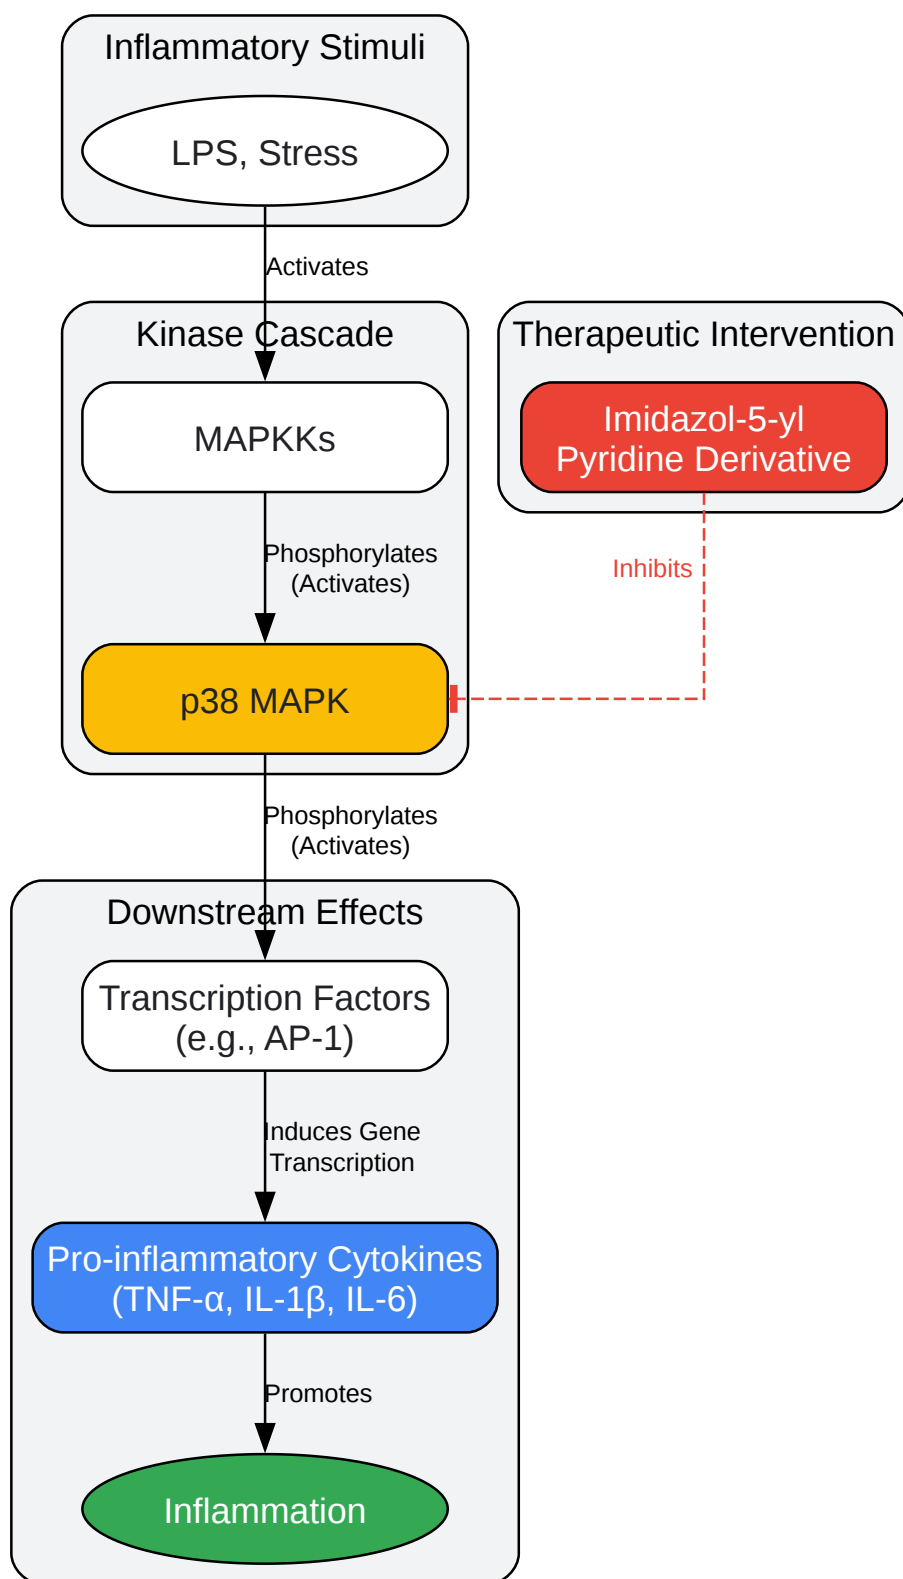 Inflammatory Stimuli
LPS, Stress
Activates
Kinase Cascade
MAPKKs
Phosphorylates
(Activates)
p38 MAPK
Therapeutic Intervention
Imidazol-5-yl
Pyridine Derivative
Inhibits
Phosphorylates
(Activates)
Downstream Effects
Transcription Factors
(e.g., AP-1)
Induces Gene
Transcription
Pro-inflammatory Cytokines
(TNF-α, IL-1β, IL-6)
Promotes
Inflammation